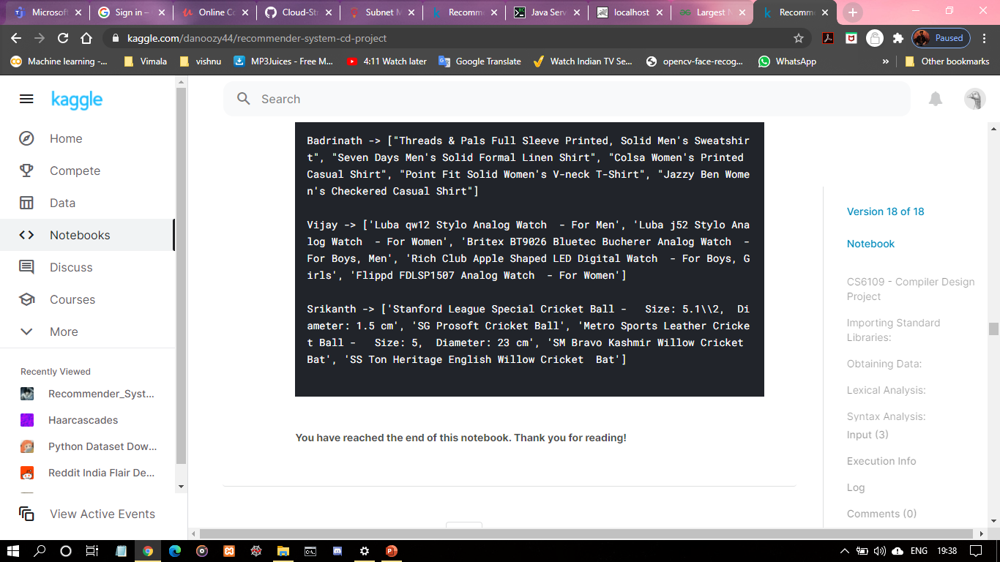 Microsoft
Sign in –
Online Co
Cloud-Str
Subnet M
Recomme
Java Serv
localhost
Largest
Recomme
kaggle.com/danoozy44/recommender-system-cd-project
Paused
Machine learning -...
Vimala
vishnu
MP3Juices - Free M...
4:11 Watch later
Google Translate
Watch Indian TV Se...
opencv-face-recog...
WhatsApp
»
Other bookmarks
kaggle
Search
Home
Compete
Data
Notebooks
Discuss
Courses
More
Recently Viewed
Recommender_Syst...
Haarcascades
Python Dataset Dow...
Reddit India Flair De...
View Active Events
Badrinath -> ["Threads & Pals Full Sleeve Printed, Solid Men's Sweatshir
t", "Seven Days Men's Solid Formal Linen Shirt", "Colsa Women's Printed
Casual Shirt", "Point Fit Solid Women's V-neck T-Shirt", "Jazzy Ben Wome
n's Checkered Casual Shirt"]
Vijay -> ['Luba qw12 Stylo Analog Watch  - For Men', 'Luba j52 Stylo Ana
log Watch  - For Women', 'Britex BT9026 Bluetec Bucherer Analog Watch  -
For Boys, Men', 'Rich Club Apple Shaped LED Digital Watch  - For Boys, G
irls', 'Flippd FDLSP1507 Analog Watch  - For Women']
Srikanth -> ['Stanford League Special Cricket Ball -   Size: 5.1\\2,  Di
ameter: 1.5 cm', 'SG Prosoft Cricket Ball', 'Metro Sports Leather Cricke
t Ball -   Size: 5,  Diameter: 23 cm', 'SM Bravo Kashmir Willow Cricket
Bat', 'SS Ton Heritage English Willow Cricket  Bat']
You have reached the end of this notebook. Thank you for reading!
Version 18 of 18
Notebook
CS6109 - Compiler Design
Project
Importing Standard
Libraries:
Obtaining Data:
Lexical Analysis:
Syntax Analysis:
Input (3)
Execution Info
Log
Comments (0)
ENG
19:38